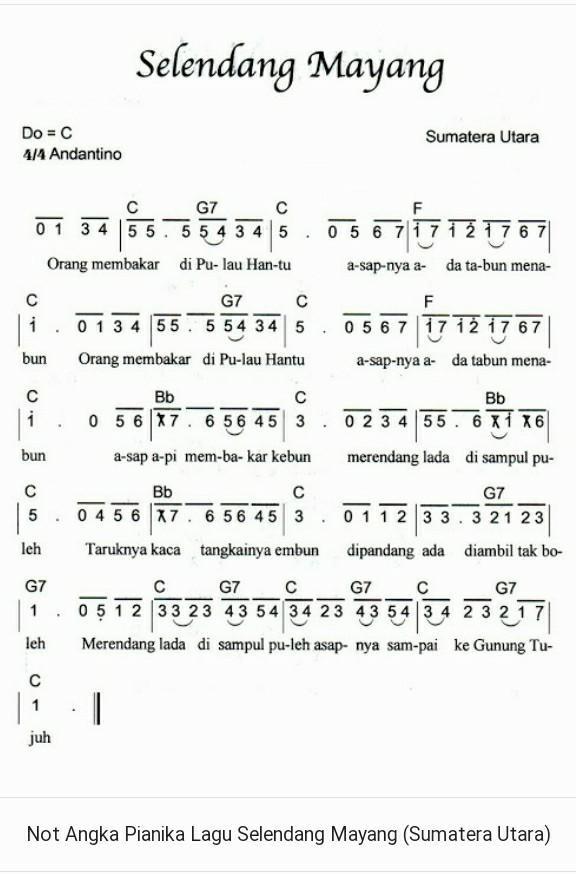 Selendang Mayang
Do = C
Sumatera Utara
4/4 Andantino
C G7 C F
0 1 3 4 | 5 5 . 5 5 4 3 4 | 5 . 0 5 6 7 | i 7 i 2̇ i 7 6 7 |
Orang membakar di Pu- lau Han-tu a-sap-nya a- da ta-bun mena-
C G7 C F
| i . 0 1 3 4 | 5 5 . 5 5 4 3 4 | 5 . 0 5 6 7 | i 7 i 2̇ i 7 6 7 |
bun Orang membakar di Pu-lau Hantu a-sap-nya a- da tabun mena-
C Bb C Bb
| i . 0 5 6 | 7̸ 7 . 6 5 6 4 5 | 3 . 0 2 3 4 | 5 5 . 6 7̸ i 7̸ 6 |
bun a-sap a-pi mem-ba- kar kebun merendang lada di sampul pu-
C Bb C G7
| 5 . 0 4 5 6 | 7̸ 7 . 6 5 6 4 5 | 3 . 0 1 1 2 | 3 3 . 3 2 1 2 3 |
leh Taruknya kaca tangkainya embun dipandang ada diambil tak bo-
G7 C G7 C G7 C G7
| 1 . 0 5̣ 1 2 | 3 3 2 3 4 3 5 4 | 3 4 2 3 4 3 5 4 | 3 4 2 3 2 1 7 |
leh Merendang lada di sampul pu-leh asap- nya sam-pai ke Gunung Tu-
C
| 1 . ||
juh
Not Angka Pianika Lagu Selendang Mayang (Sumatera Utara)